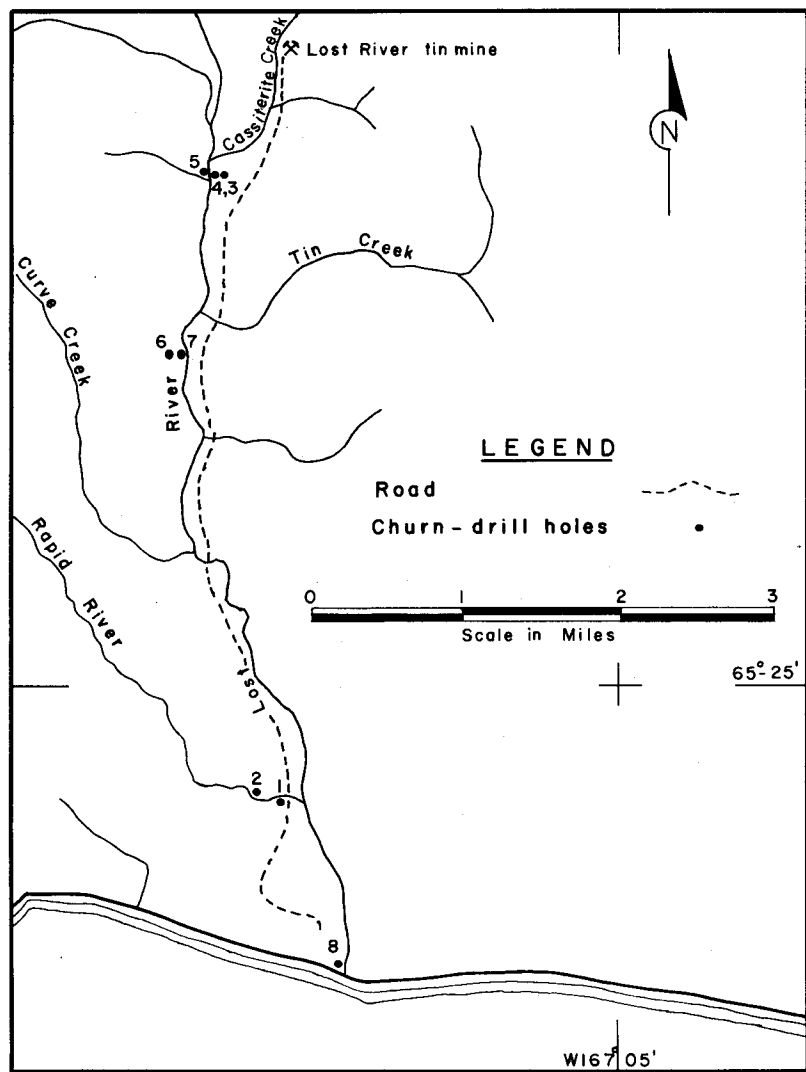 Lost River tin mine
Cassiterite Creek
N
5
4,3
Tin Creek
Curve Creek
6 7
River
LEGEND
Road
Churn-drill holes
Rapid River
0 1 2 3
Scale in Miles
Lost
65°-25'
2 1
8
W167° 05'